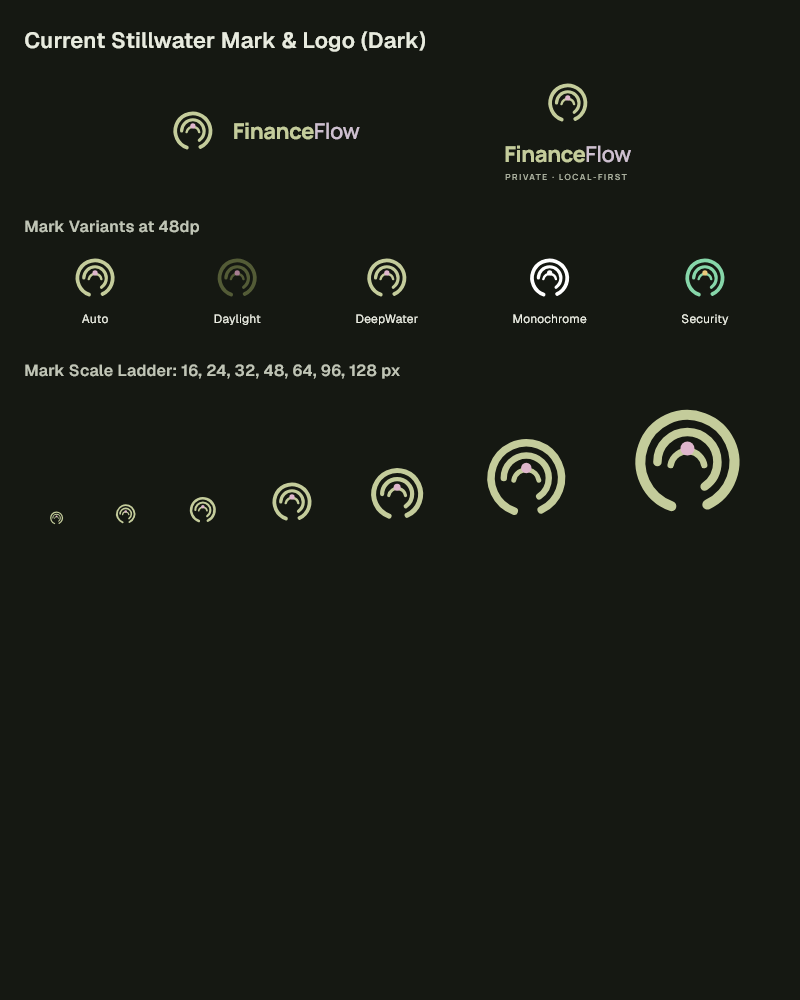 Current Stillwater Mark & Logo (Dark)
FinanceFlow
FinanceFlow
PRIVATE · LOCAL-FIRST
Mark Variants at 48dp
Auto
Daylight
DeepWater
Monochrome
Security
Mark Scale Ladder: 16, 24, 32, 48, 64, 96, 128 px